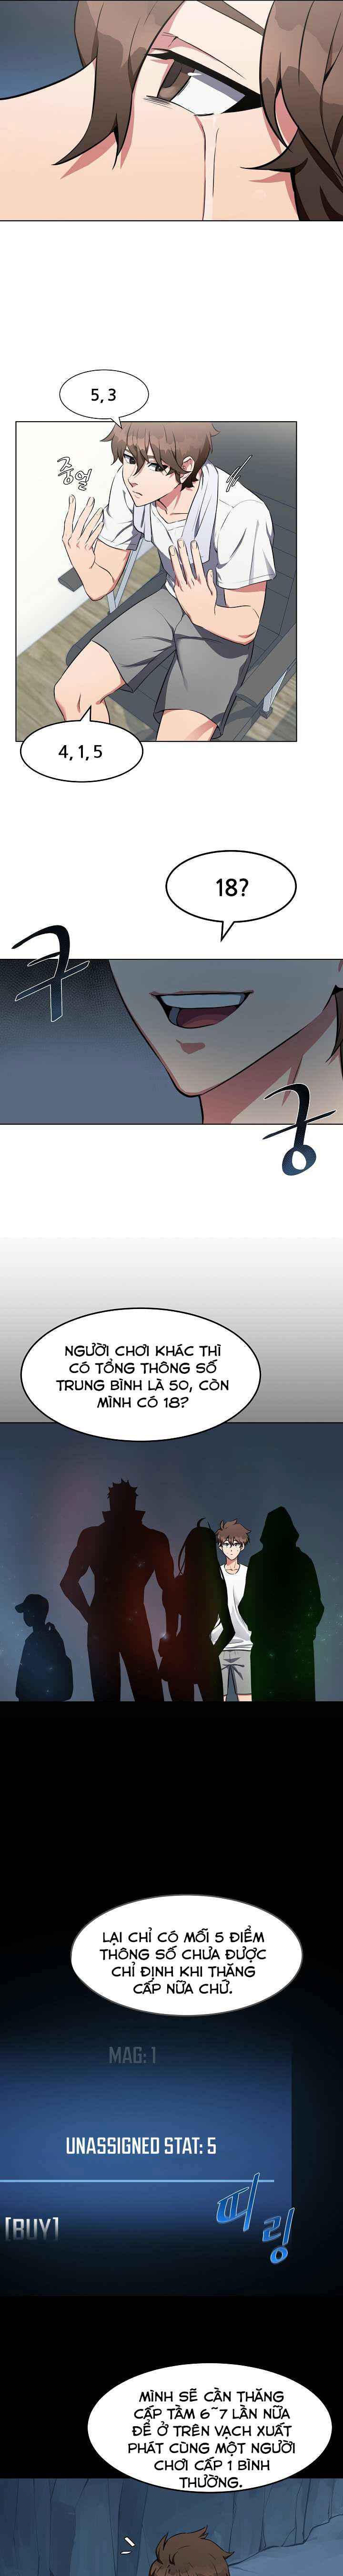 5, 3
중얼
4, 1, 5
18?
쿠
궁
NGƯỜI CHƠI KHÁC THÌ
CÓ TỔNG THÔNG SỐ
TRUNG BÌNH LÀ 50, CÒN
MÌNH CÓ 18?
LẠI CHỈ CÓ MỖI 5 ĐIỂM
THÔNG SỐ CHƯA ĐƯỢC
CHỈ ĐỊNH KHI THĂNG
CẤP NỮA CHỨ.
MAG: 1
UNASSIGNED STAT: 5
[BUY]
띠링
MÌNH SẼ CẦN THĂNG
CẤP TẦM 6~7 LẦN NỮA
ĐỂ Ở TRÊN VẠCH XUẤT
PHÁT CÙNG MỘT NGƯỜI
CHƠI CẤP 1 BÌNH
THƯỜNG.